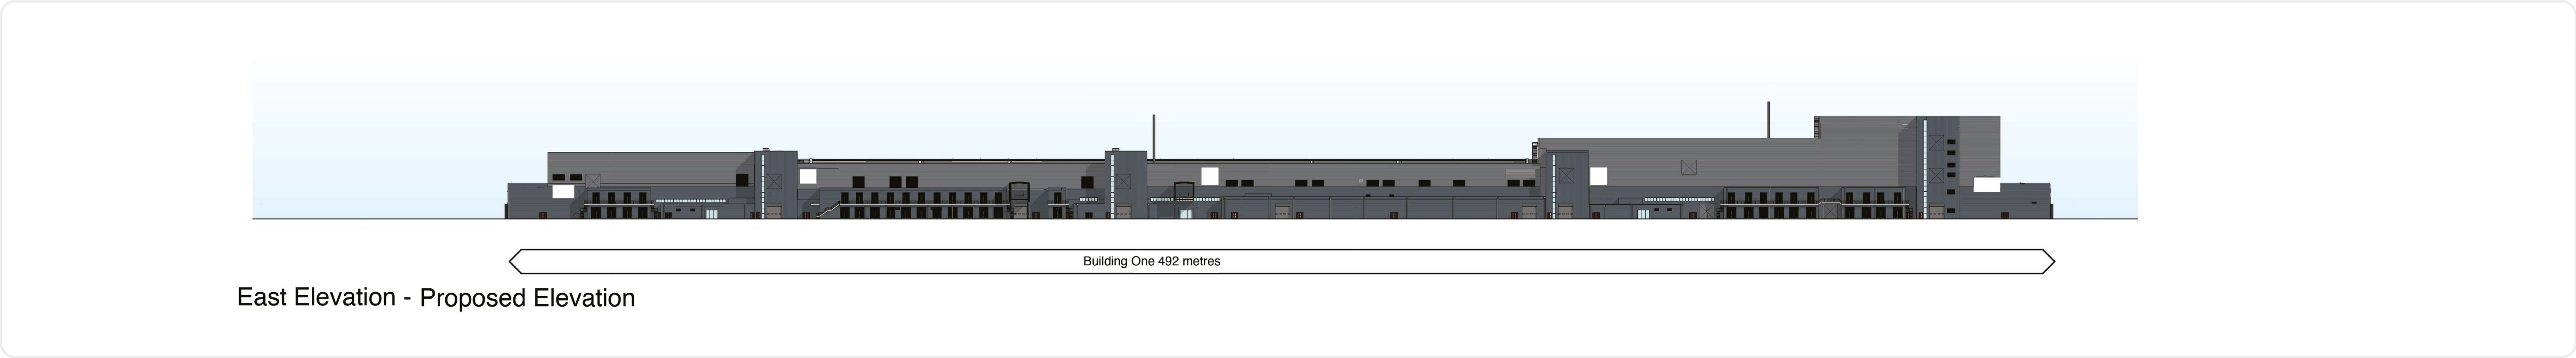 Building One 492 metres
East Elevation - Proposed Elevation